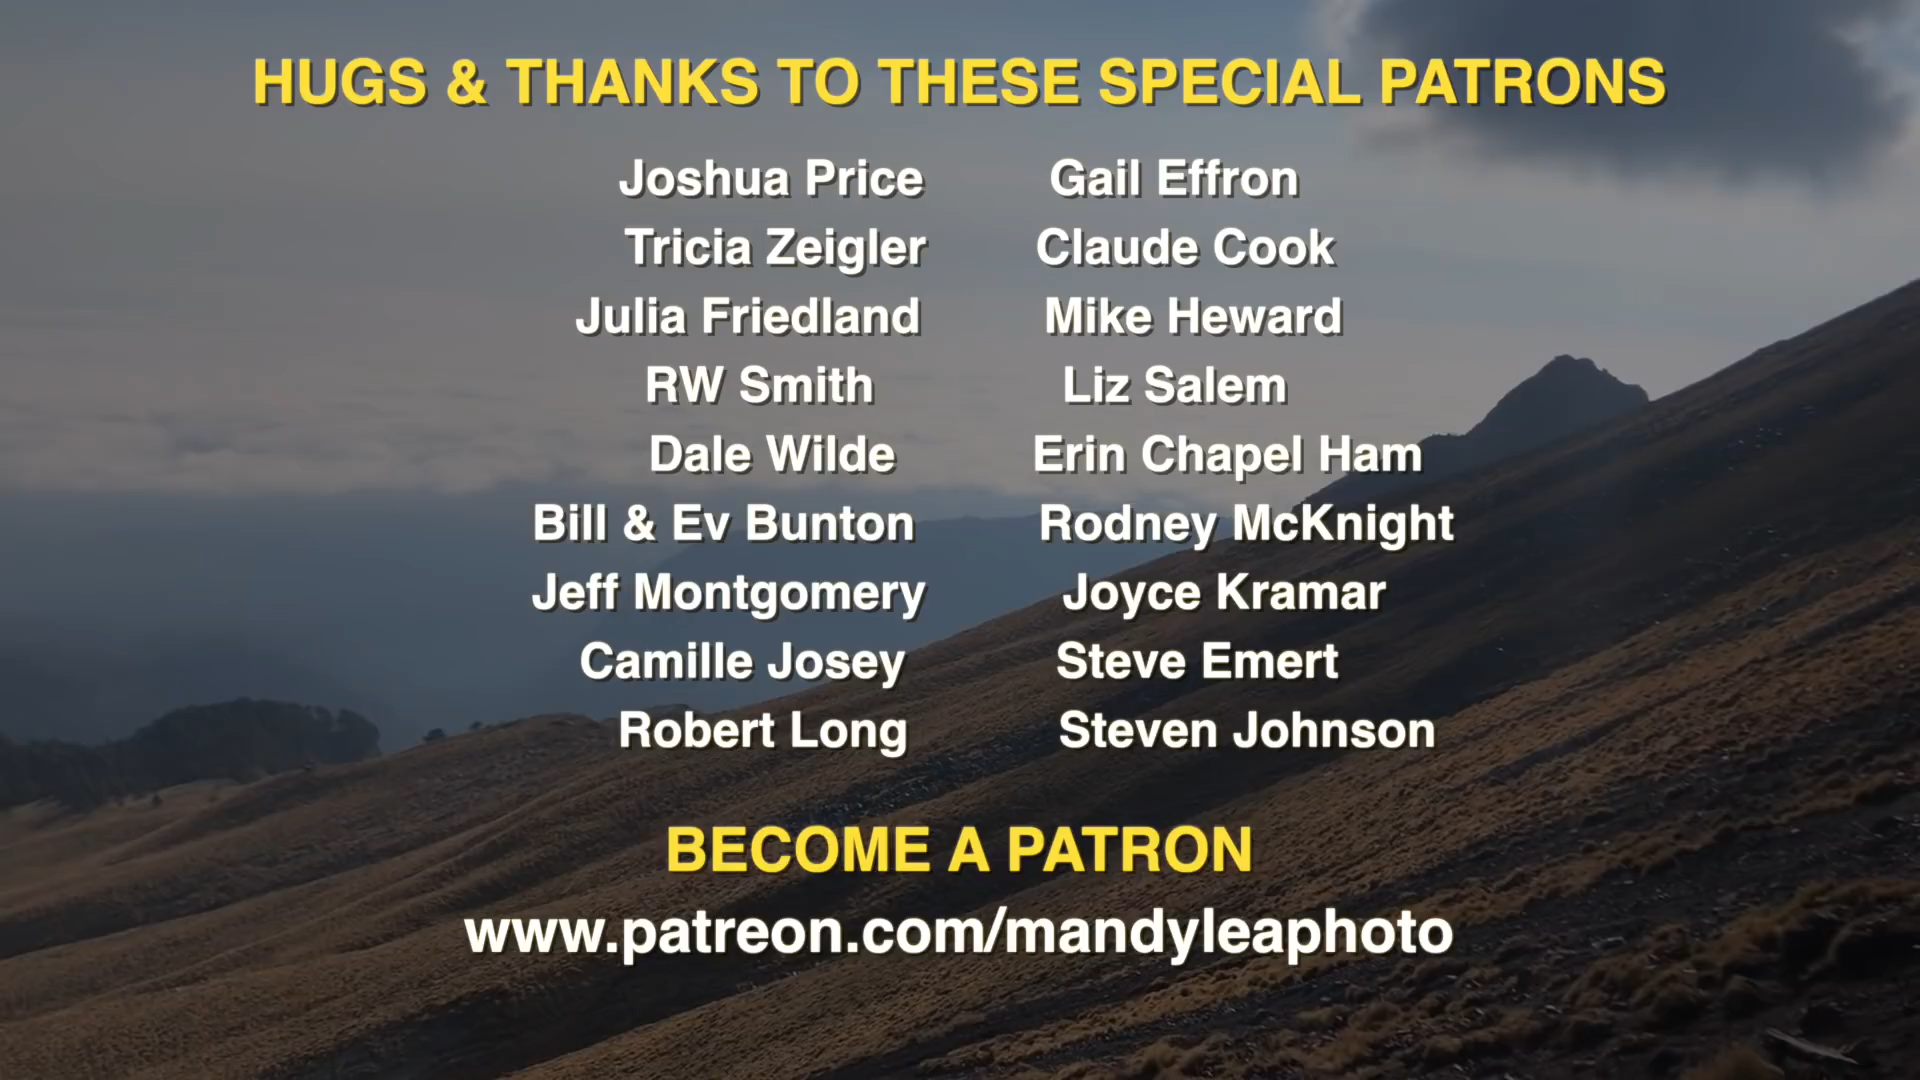 HUGS & THANKS TO THESE SPECIAL PATRONS
Joshua Price Gail Effron
Tricia Zeigler Claude Cook
Julia Friedland Mike Heward
RW Smith Liz Salem
Dale Wilde Erin Chapel Ham
Bill & Ev Bunton Rodney McKnight
Jeff Montgomery Joyce Kramar
Camille Josey Steve Emert
Robert Long Steven Johnson
BECOME A PATRON
www.patreon.com/mandyleaphoto